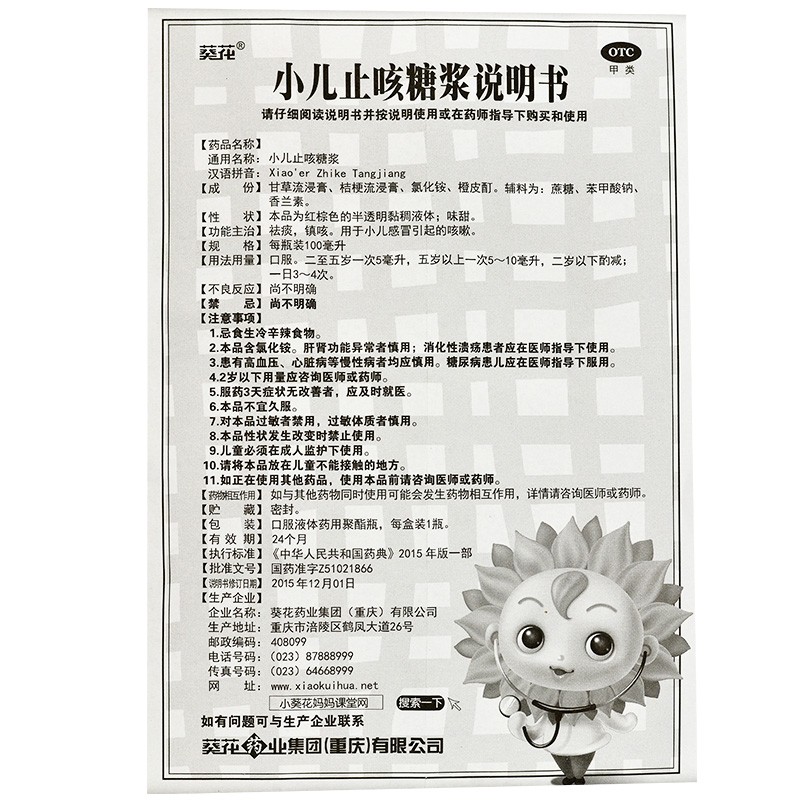 葵花®
OTC
甲类
小儿止咳糖浆说明书
请仔细阅读说明书并按说明使用或在药师指导下购买和使用
【药品名称】
通用名称：小儿止咳糖浆
汉语拼音：Xiao'er Zhike Tangjiang
【成 份】甘草流浸膏、桔梗流浸膏、氯化铵、橙皮酊。辅料为：蔗糖、苯甲酸钠、
香兰素。
【性 状】本品为红棕色的半透明黏稠液体；味甜。
【功能主治】祛痰，镇咳。用于小儿感冒引起的咳嗽。
【规 格】每瓶装100毫升
【用法用量】口服。二至五岁一次5毫升，五岁以上一次5～10毫升，二岁以下酌减；
一日3～4次。
【不良反应】尚不明确
【禁 忌】尚不明确
【注意事项】
1.忌食生冷辛辣食物。
2.本品含氯化铵。肝肾功能异常者慎用；消化性溃疡患者应在医师指导下使用。
3.患有高血压、心脏病等慢性病者均应慎用。糖尿病患儿应在医师指导下服用。
4.2岁以下用量应咨询医师或药师。
5.服药3天症状无改善者，应及时就医。
6.本品不宜久服。
7.对本品过敏者禁用，过敏体质者慎用。
8.本品性状发生改变时禁止使用。
9.儿童必须在成人监护下使用。
10.请将本品放在儿童不能接触的地方。
11.如正在使用其他药品，使用本品前请咨询医师或药师。
【药物相互作用】如与其他药物同时使用可能会发生药物相互作用，详情请咨询医师或药师。
【贮 藏】密封。
【包 装】口服液体药用聚酯瓶，每盒装1瓶。
【有 效 期】24个月
【执行标准】《中华人民共和国药典》2015年版一部
【批准文号】国药准字Z51021866
【说明书修订日期】2015年12月01日
【生产企业】
企业名称：葵花药业集团（重庆）有限公司
生产地址：重庆市涪陵区鹤凤大道26号
邮政编码：408099
电话号码：（023）87888999
传真号码：（023）64668999
网 址：www.xiaokuihua.net
小葵花妈妈课堂网 搜索一下
如有问题可与生产企业联系
葵花药业集团(重庆)有限公司